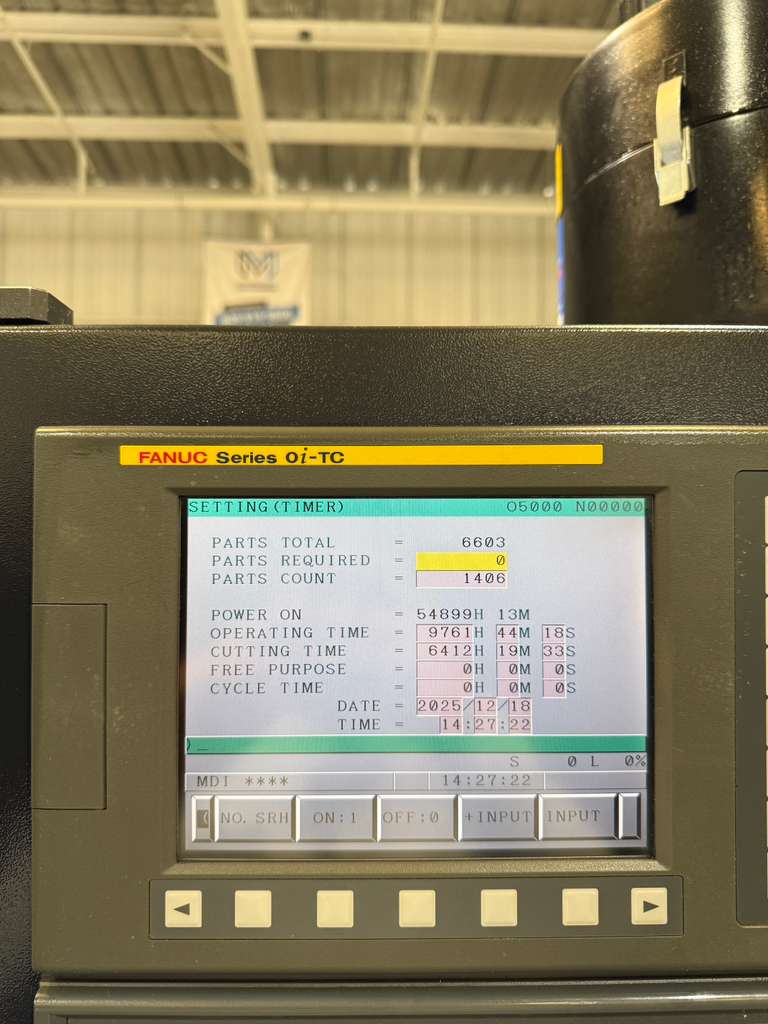 M
FANUC Series 0i-TC
SETTING(TIMER) O5000 N00000
PARTS TOTAL = 6603
PARTS REQUIRED = 0
PARTS COUNT = 1406
POWER ON = 54899H 13M
OPERATING TIME = 9761H 44M 18S
CUTTING TIME = 6412H 19M 33S
FREE PURPOSE = 0H 0M 0S
CYCLE TIME = 0H 0M 0S
DATE = 2025/12/18
TIME = 14:27:22
)_
S 0 L 0%
MDI **** 14:27:22
( NO. SRH ON:1 OFF:0 +INPUT INPUT